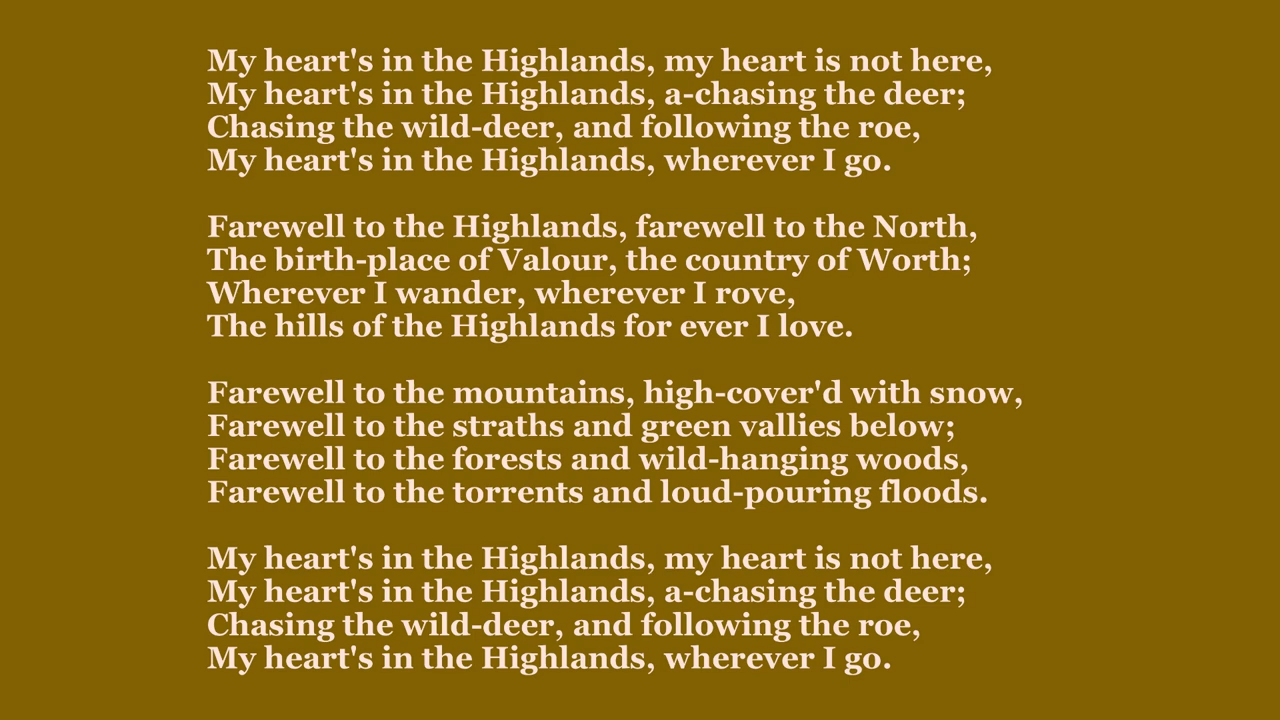 My heart's in the Highlands, my heart is not here,
My heart's in the Highlands, a-chasing the deer;
Chasing the wild-deer, and following the roe,
My heart's in the Highlands, wherever I go.

Farewell to the Highlands, farewell to the North,
The birth-place of Valour, the country of Worth;
Wherever I wander, wherever I rove,
The hills of the Highlands for ever I love.

Farewell to the mountains, high-cover'd with snow,
Farewell to the straths and green vallies below;
Farewell to the forests and wild-hanging woods,
Farewell to the torrents and loud-pouring floods.

My heart's in the Highlands, my heart is not here,
My heart's in the Highlands, a-chasing the deer;
Chasing the wild-deer, and following the roe,
My heart's in the Highlands, wherever I go.